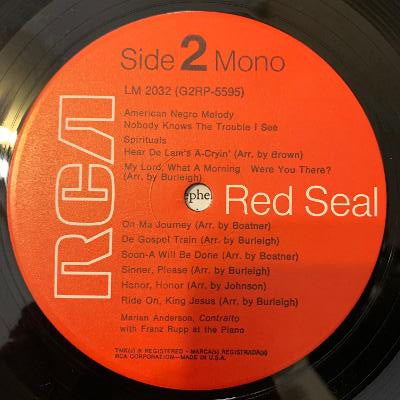 Side 2 Mono
LM 2032 (G2RP-5595)
American Negro Melody
Nobody Knows The Trouble I See
Spirituals
Hear De Lam's A-Cryin' (Arr. by Brown)
My Lord, What A Morning Were You There?
(Arr. by Burleigh)
ephe
RCA Red Seal
On Ma Journey (Arr. by Boatner)
De Gospel Train (Arr. by Burleigh)
Soon-A Will Be Done (Arr. by Boatner)
Sinner, Please (Arr. by Burleigh)
Honor, Honor (Arr. by Johnson)
Ride On, King Jesus (Arr. by Burleigh)
Marian Anderson, Contralto
with Franz Rupp at the Piano
TMK(s) ® REGISTERED - MARCA(s) REGISTRADA(s)
RCA CORPORATION—MADE IN U.S.A.